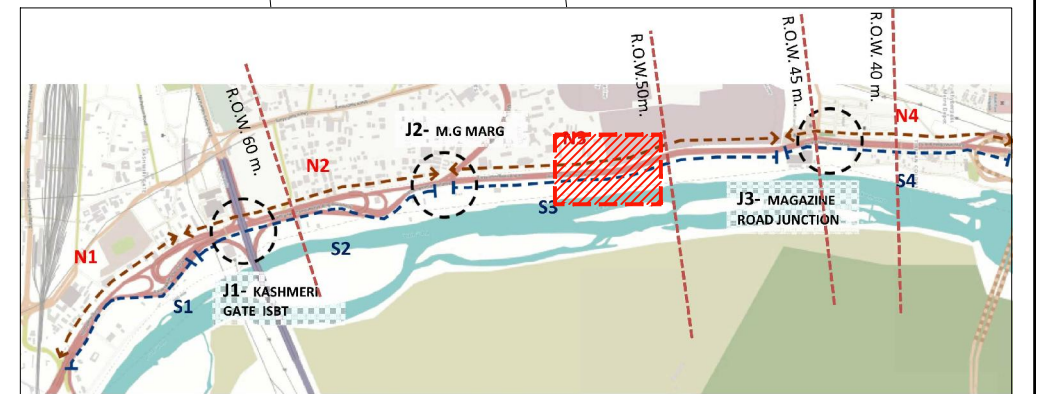 R.O.W. 60 m.
R.O.W.50m.
R.O.W. 45 m.
R.O.W. 40 m.
J2- M.G MARG
N3
N4
N2
N1
S3
S4
S2
S1
J3- MAGAZINE
ROAD JUNCTION
J1- KASHMERI
GATE ISBT